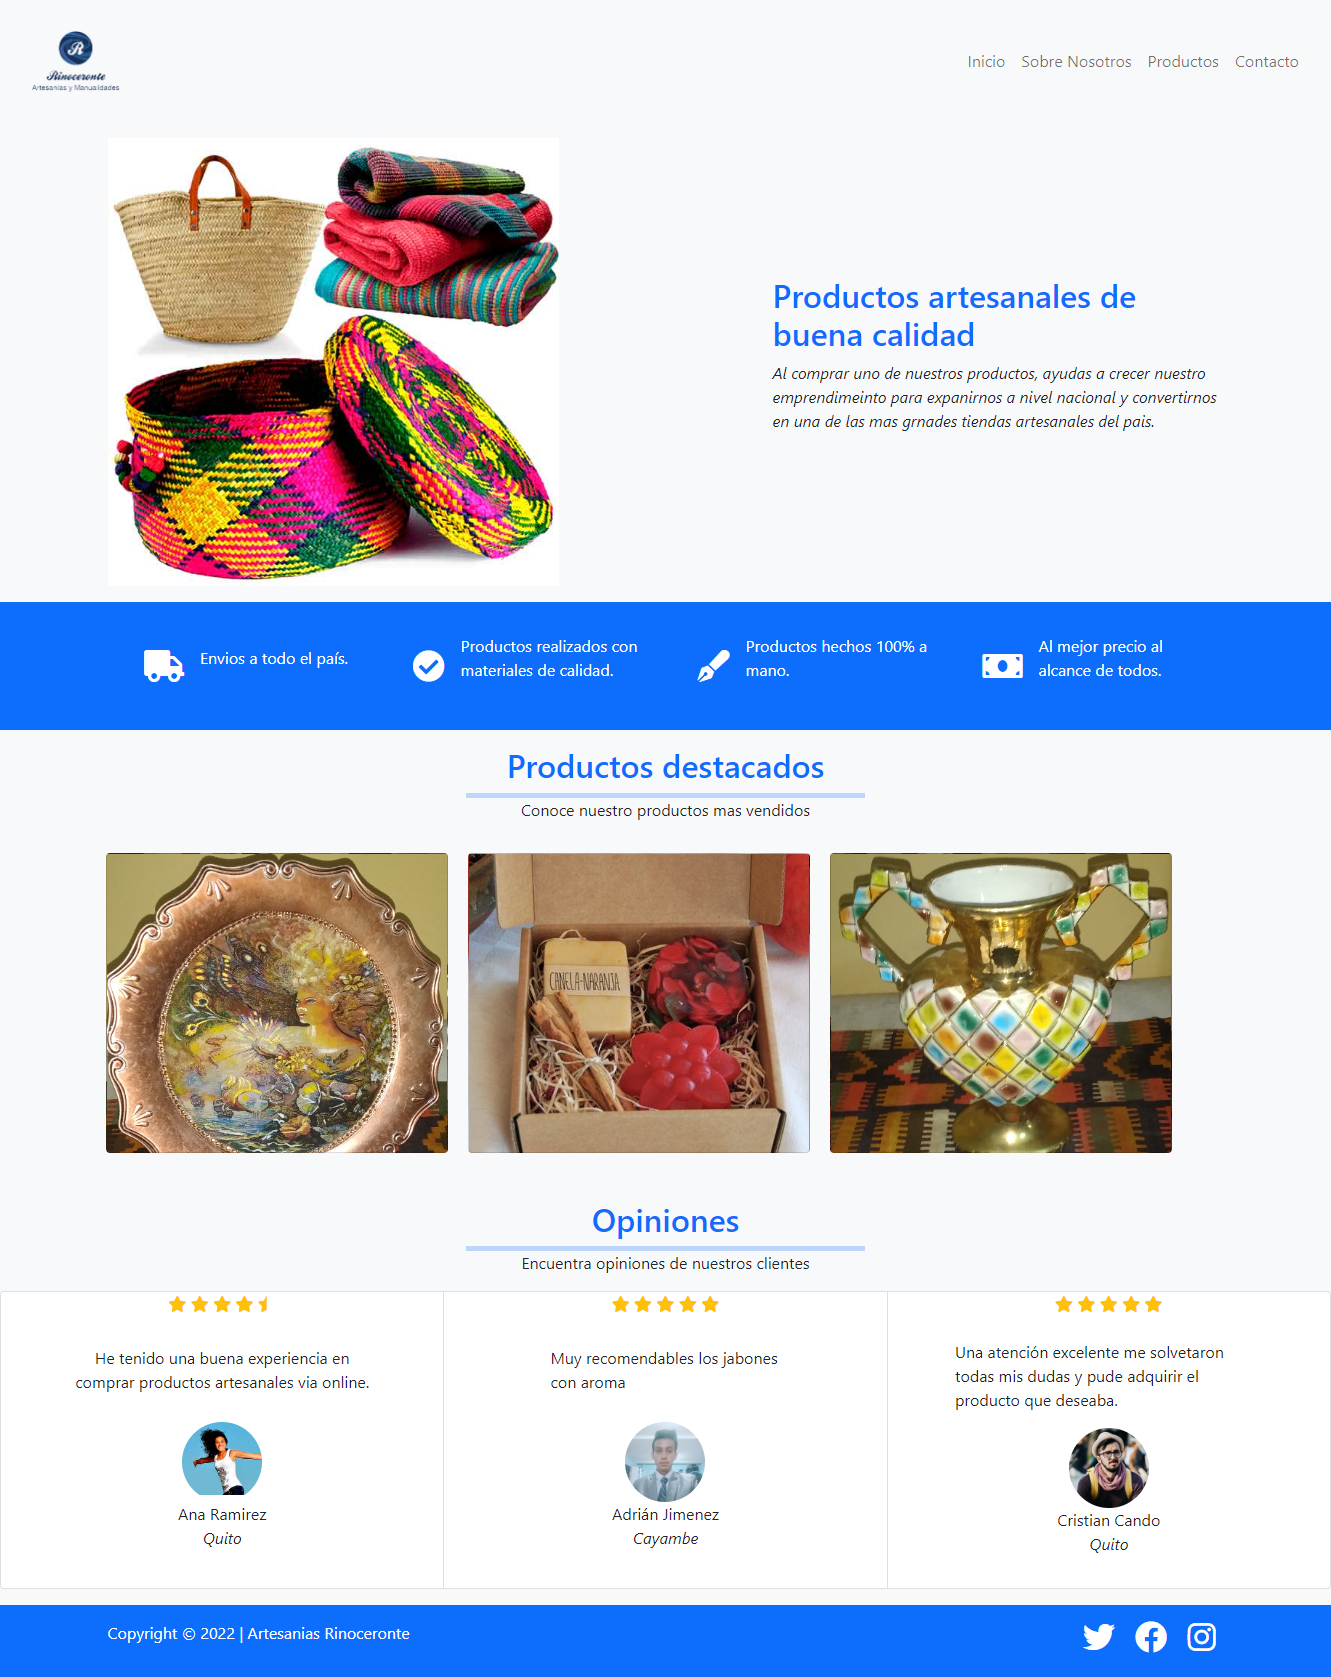 R
Rinoceronte
Artesanías y Manualidades
Inicio Sobre Nosotros Productos Contacto
Productos artesanales de
buena calidad
Al comprar uno de nuestros productos, ayudas a crecer nuestro
emprendimeinto para expanirnos a nivel nacional y convertirnos
en una de las mas grnades tiendas artesanales del pais.
Envios a todo el país.
Productos realizados con
materiales de calidad.
Productos hechos 100% a
mano.
Al mejor precio al
alcance de todos.
Productos destacados
Conoce nuestro productos mas vendidos
CANELA-NARANJA
Opiniones
Encuentra opiniones de nuestros clientes
He tenido una buena experiencia en
comprar productos artesanales via online.
Ana Ramirez
Quito
Muy recomendables los jabones
con aroma
Adrián Jimenez
Cayambe
Una atención excelente me solvetaron
todas mis dudas y pude adquirir el
producto que deseaba.
Cristian Cando
Quito
Copyright © 2022 | Artesanias Rinoceronte